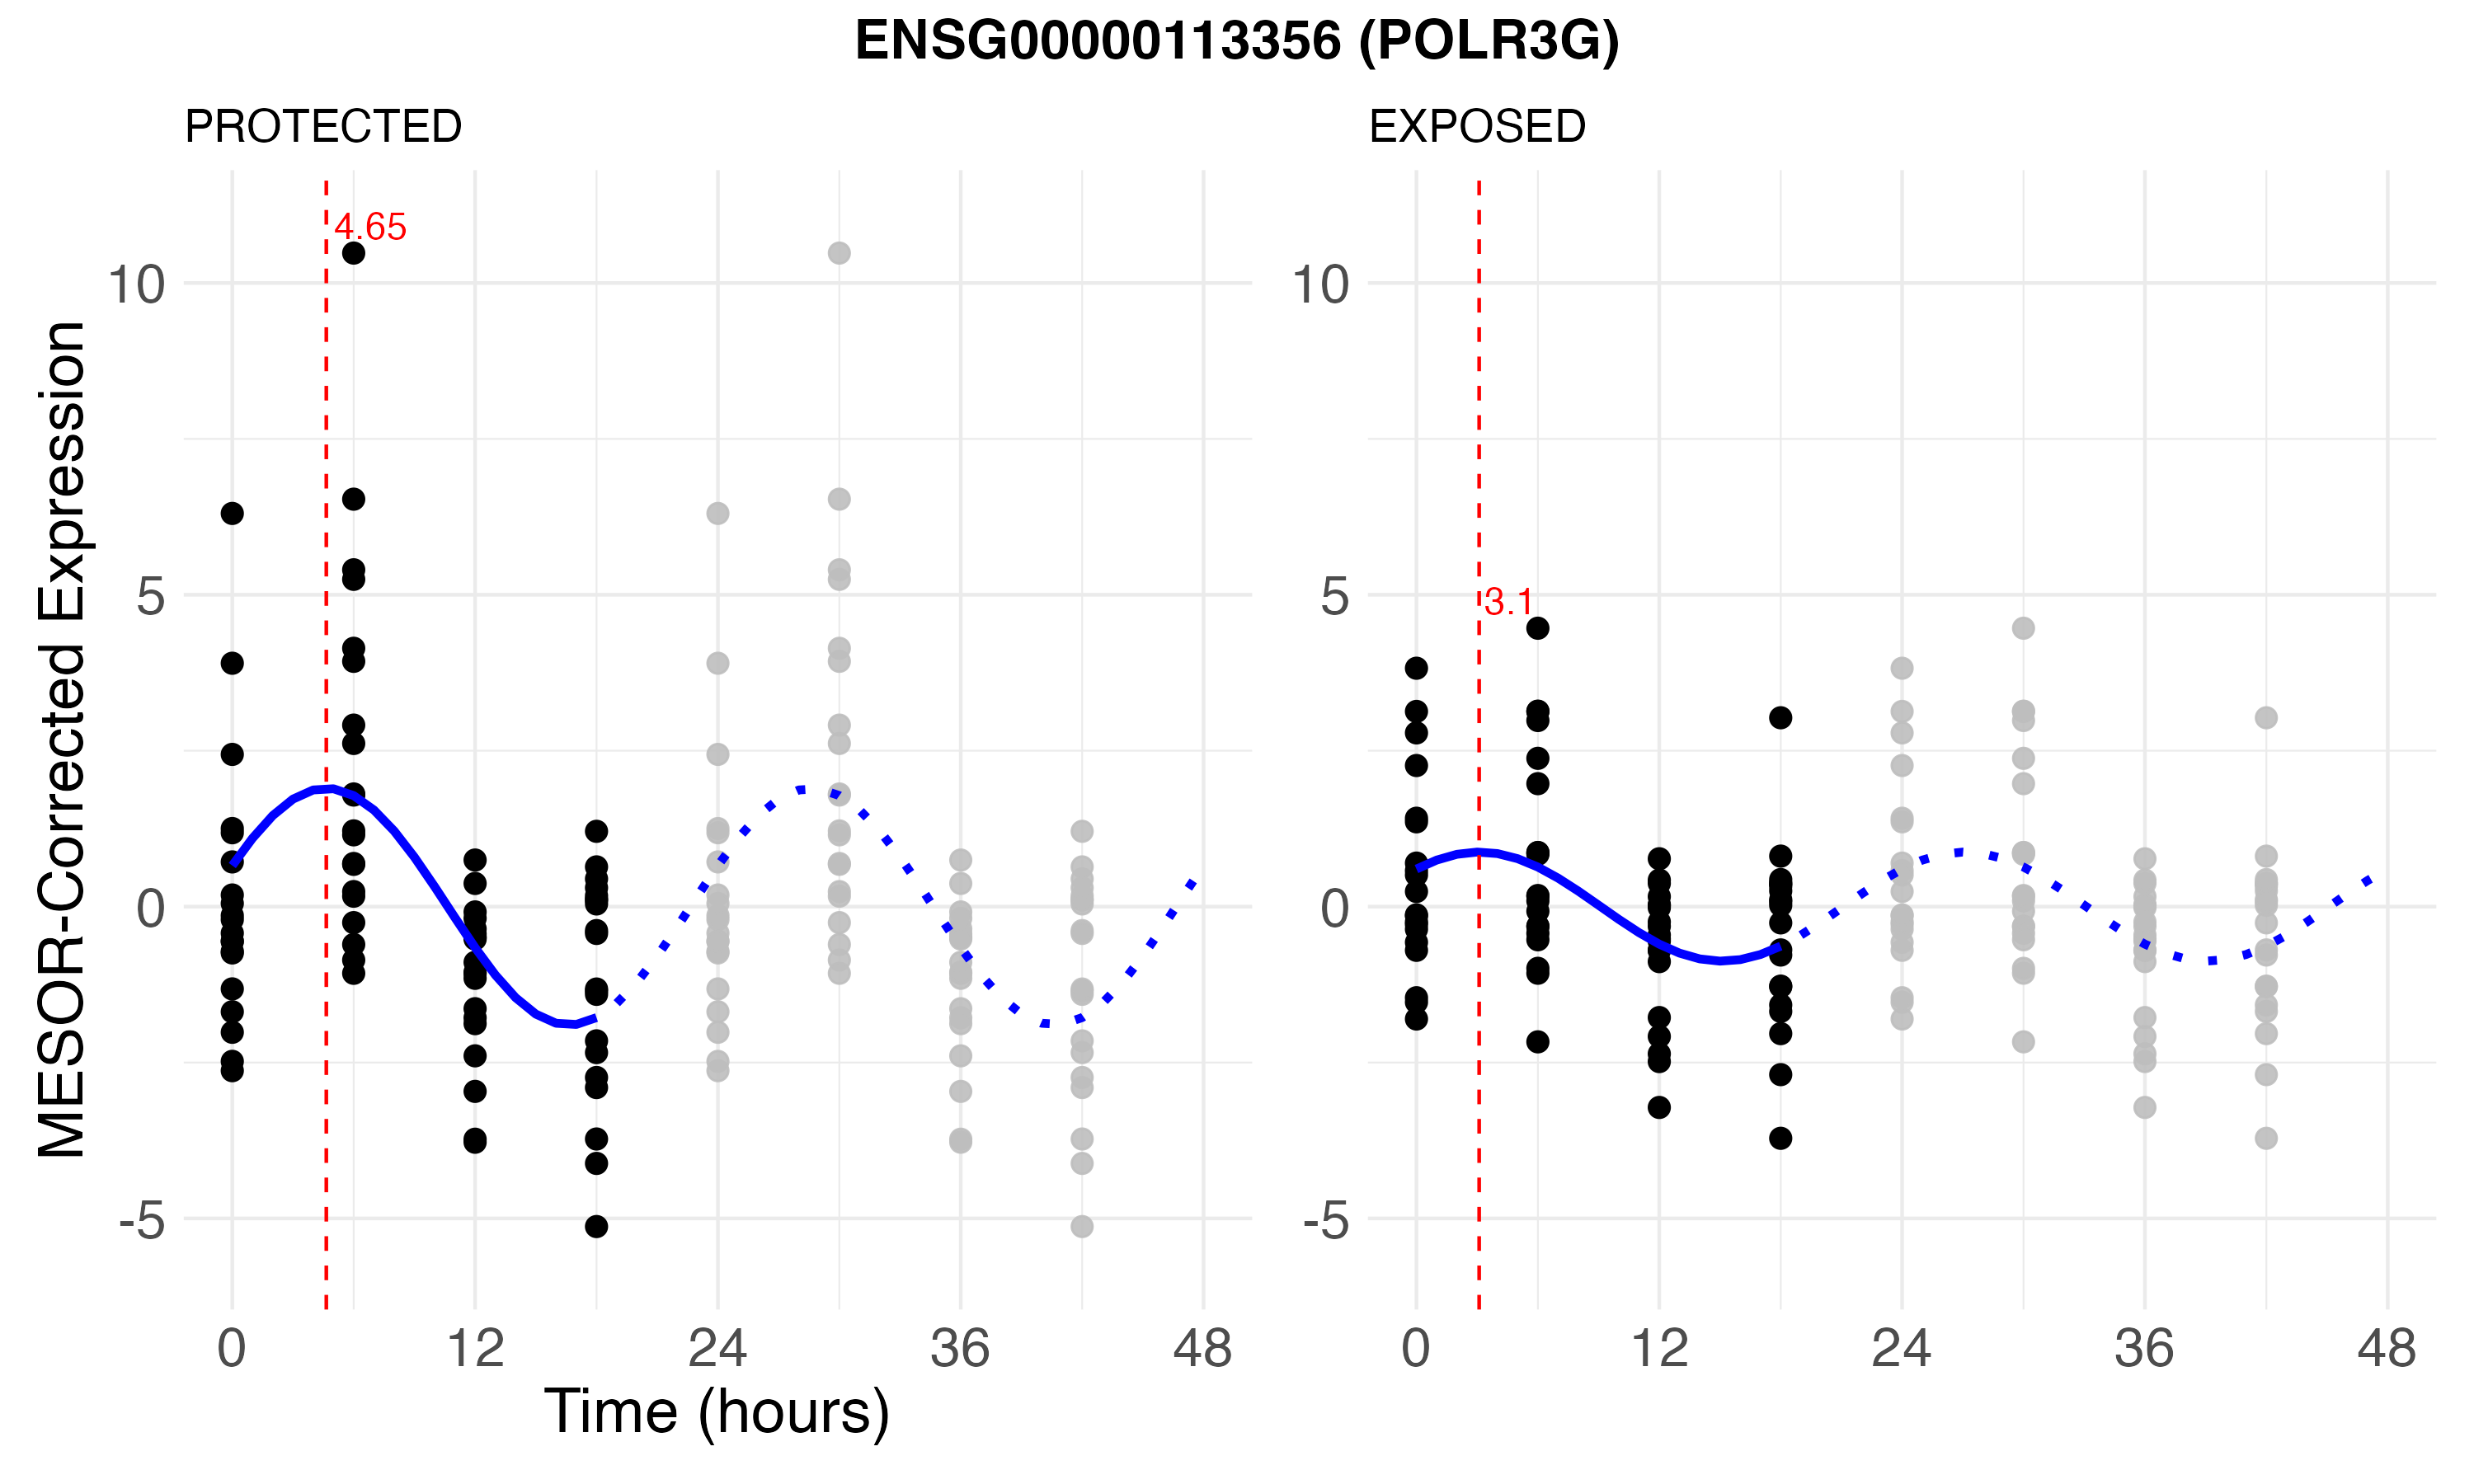 ENSG00000113356 (POLR3G)
PROTECTED
EXPOSED
4.65
3.1
MESOR-Corrected Expression
10
5
0
-5
10
5
0
-5
0 12 24 36 48
0 12 24 36 48
Time (hours)